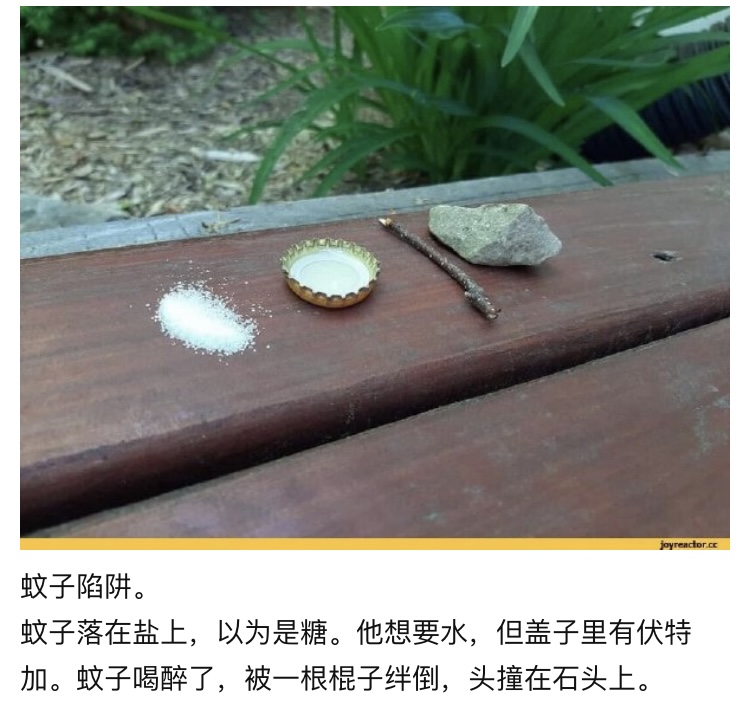 joyreactor.cc
蚊子陷阱。
蚊子落在盐上，以为是糖。他想要水，但盖子里有伏特
加。蚊子喝醉了，被一根棍子绊倒，头撞在石头上。